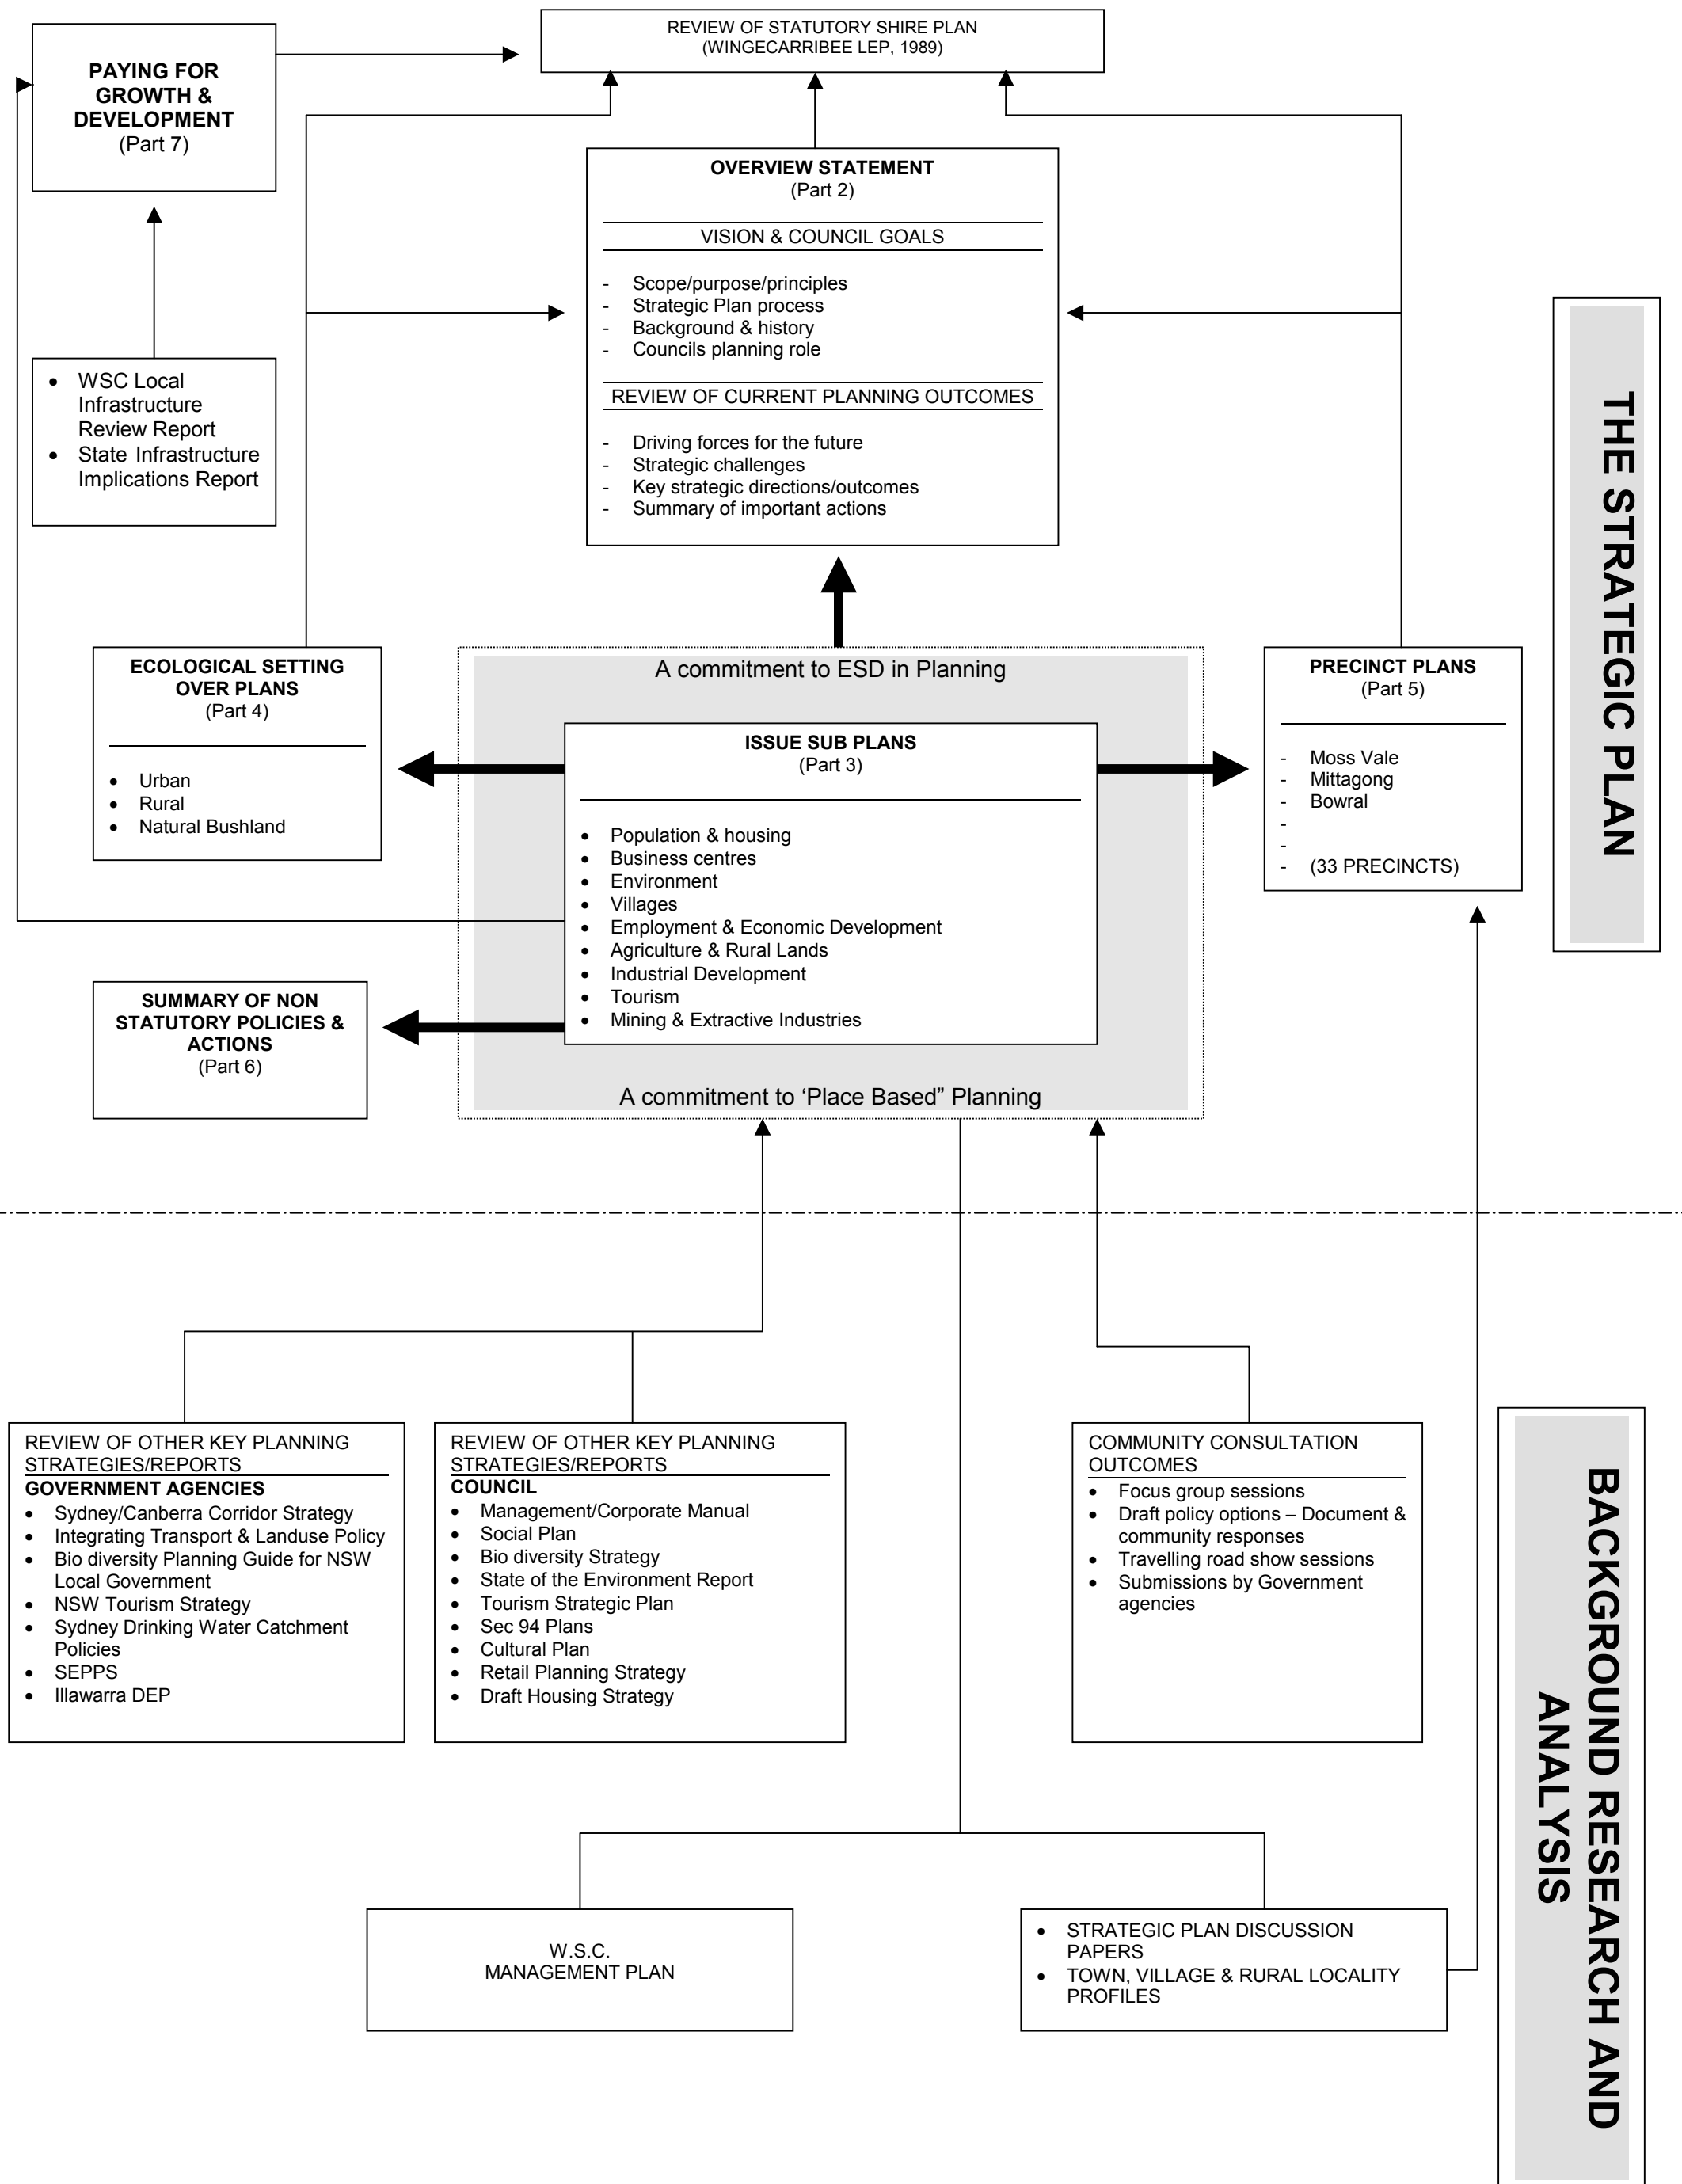 PAYING FOR
GROWTH &
DEVELOPMENT
(Part 7)
REVIEW OF STATUTORY SHIRE PLAN
(WINGECARRIBEE LEP, 1989)
OVERVIEW STATEMENT
(Part 2)
VISION & COUNCIL GOALS
- Scope/purpose/principles
- Strategic Plan process
- Background & history
- Councils planning role
REVIEW OF CURRENT PLANNING OUTCOMES
- Driving forces for the future
- Strategic challenges
- Key strategic directions/outcomes
- Summary of important actions
• WSC Local
Infrastructure
Review Report
• State Infrastructure
Implications Report
THE STRATEGIC PLAN
ECOLOGICAL SETTING
OVER PLANS
(Part 4)
• Urban
• Rural
• Natural Bushland
A commitment to ESD in Planning
ISSUE SUB PLANS
(Part 3)
• Population & housing
• Business centres
• Environment
• Villages
• Employment & Economic Development
• Agriculture & Rural Lands
• Industrial Development
• Tourism
• Mining & Extractive Industries
A commitment to ‘Place Based” Planning
PRECINCT PLANS
(Part 5)
- Moss Vale
- Mittagong
- Bowral
-
-
- (33 PRECINCTS)
SUMMARY OF NON
STATUTORY POLICIES &
ACTIONS
(Part 6)
REVIEW OF OTHER KEY PLANNING
STRATEGIES/REPORTS
GOVERNMENT AGENCIES
• Sydney/Canberra Corridor Strategy
• Integrating Transport & Landuse Policy
• Bio diversity Planning Guide for NSW
Local Government
• NSW Tourism Strategy
• Sydney Drinking Water Catchment
Policies
• SEPPS
• Illawarra DEP
REVIEW OF OTHER KEY PLANNING
STRATEGIES/REPORTS
COUNCIL
• Management/Corporate Manual
• Social Plan
• Bio diversity Strategy
• State of the Environment Report
• Tourism Strategic Plan
• Sec 94 Plans
• Cultural Plan
• Retail Planning Strategy
• Draft Housing Strategy
COMMUNITY CONSULTATION
OUTCOMES
• Focus group sessions
• Draft policy options – Document &
community responses
• Travelling road show sessions
• Submissions by Government
agencies
BACKGROUND RESEARCH AND
ANALYSIS
W.S.C.
MANAGEMENT PLAN
• STRATEGIC PLAN DISCUSSION
PAPERS
• TOWN, VILLAGE & RURAL LOCALITY
PROFILES